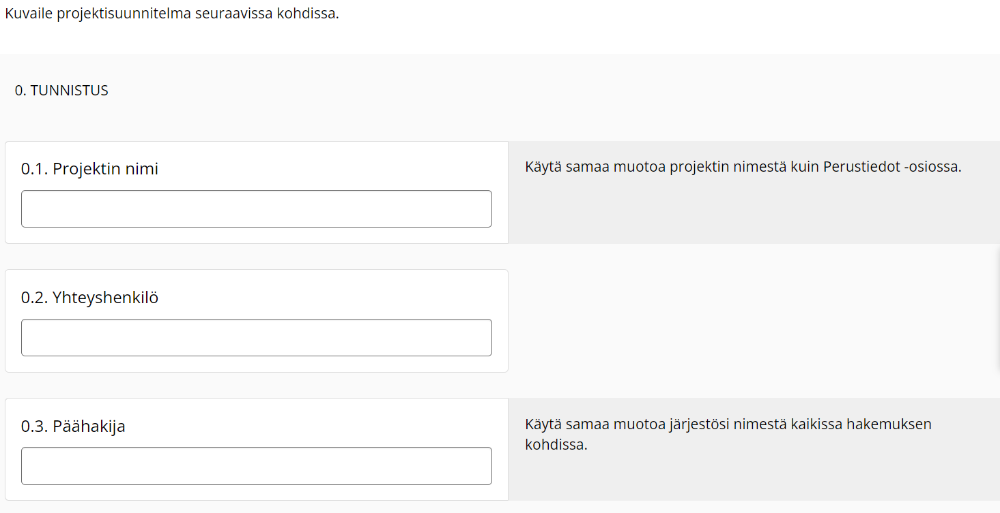 Kuvaile projektisuunnitelma seuraavissa kohdissa.
0. TUNNISTUS
0.1. Projektin nimi
Käytä samaa muotoa projektin nimestä kuin Perustiedot -osiossa.
0.2. Yhteyshenkilö
0.3. Päähakija
Käytä samaa muotoa järjestösi nimestä kaikissa hakemuksen
kohdissa.